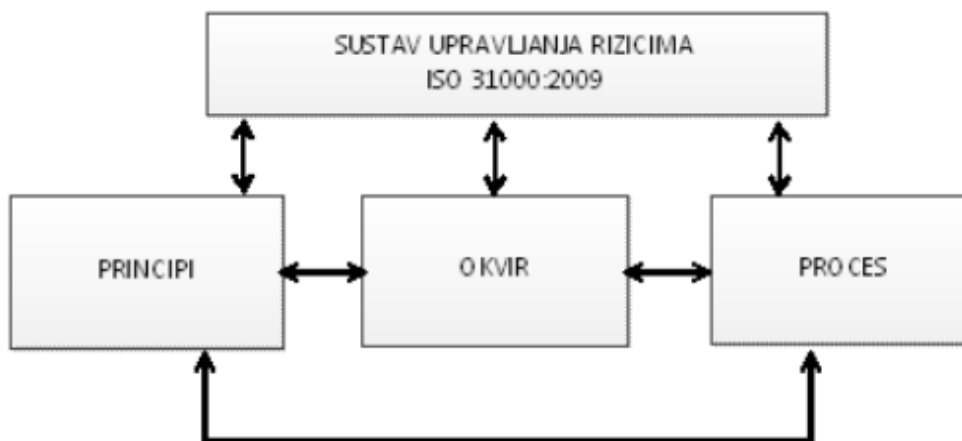 SUSTAV UPRAVLJANJA RIZICIMA
ISO 31000:2009
PRINCIPI
OKVIR
PROCES